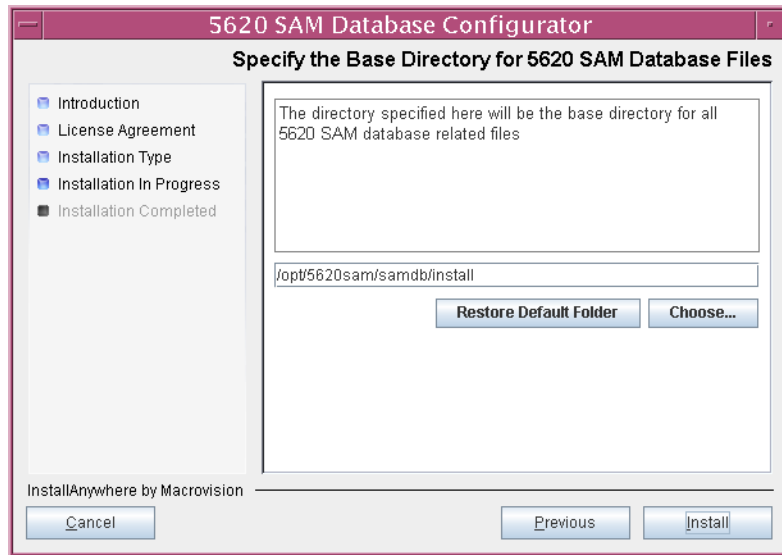 5620 SAM Database Configurator
Specify the Base Directory for 5620 SAM Database Files
Introduction
License Agreement
Installation Type
Installation In Progress
Installation Completed
The directory specified here will be the base directory for all
5620 SAM database related files
/opt/5620sam/samdb/install
Restore Default Folder
Choose...
InstallAnywhere by Macrovision
Cancel
Previous
Install